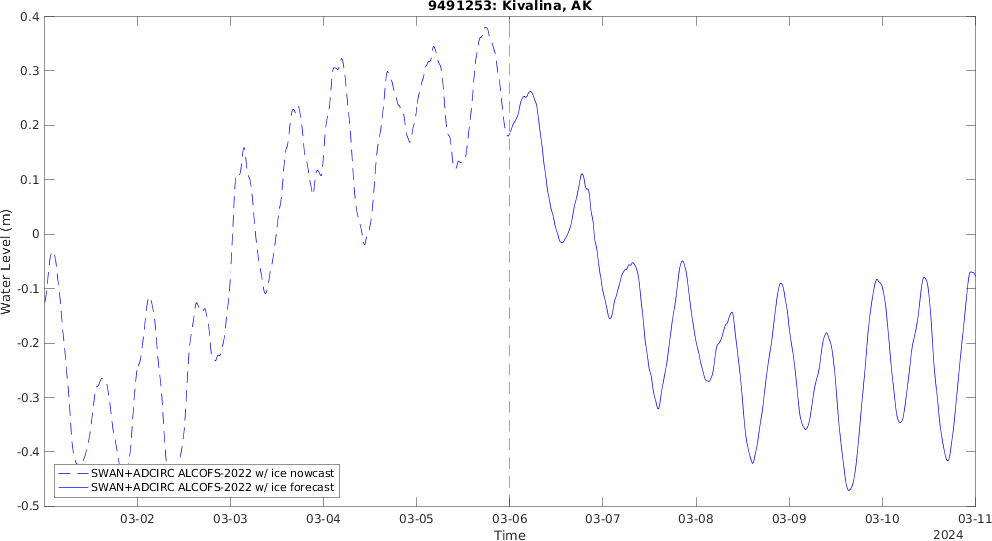 9491253: Kivalina, AK
0.4
0.3
0.2
0.1
0
-0.1
-0.2
-0.3
-0.4
-0.5
Water Level (m)
SWAN+ADCIRC ALCOFS-2022 w/ ice nowcast
SWAN+ADCIRC ALCOFS-2022 w/ ice forecast
03-02 03-03 03-04 03-05 03-06 03-07 03-08 03-09 03-10 03-11
Time
2024